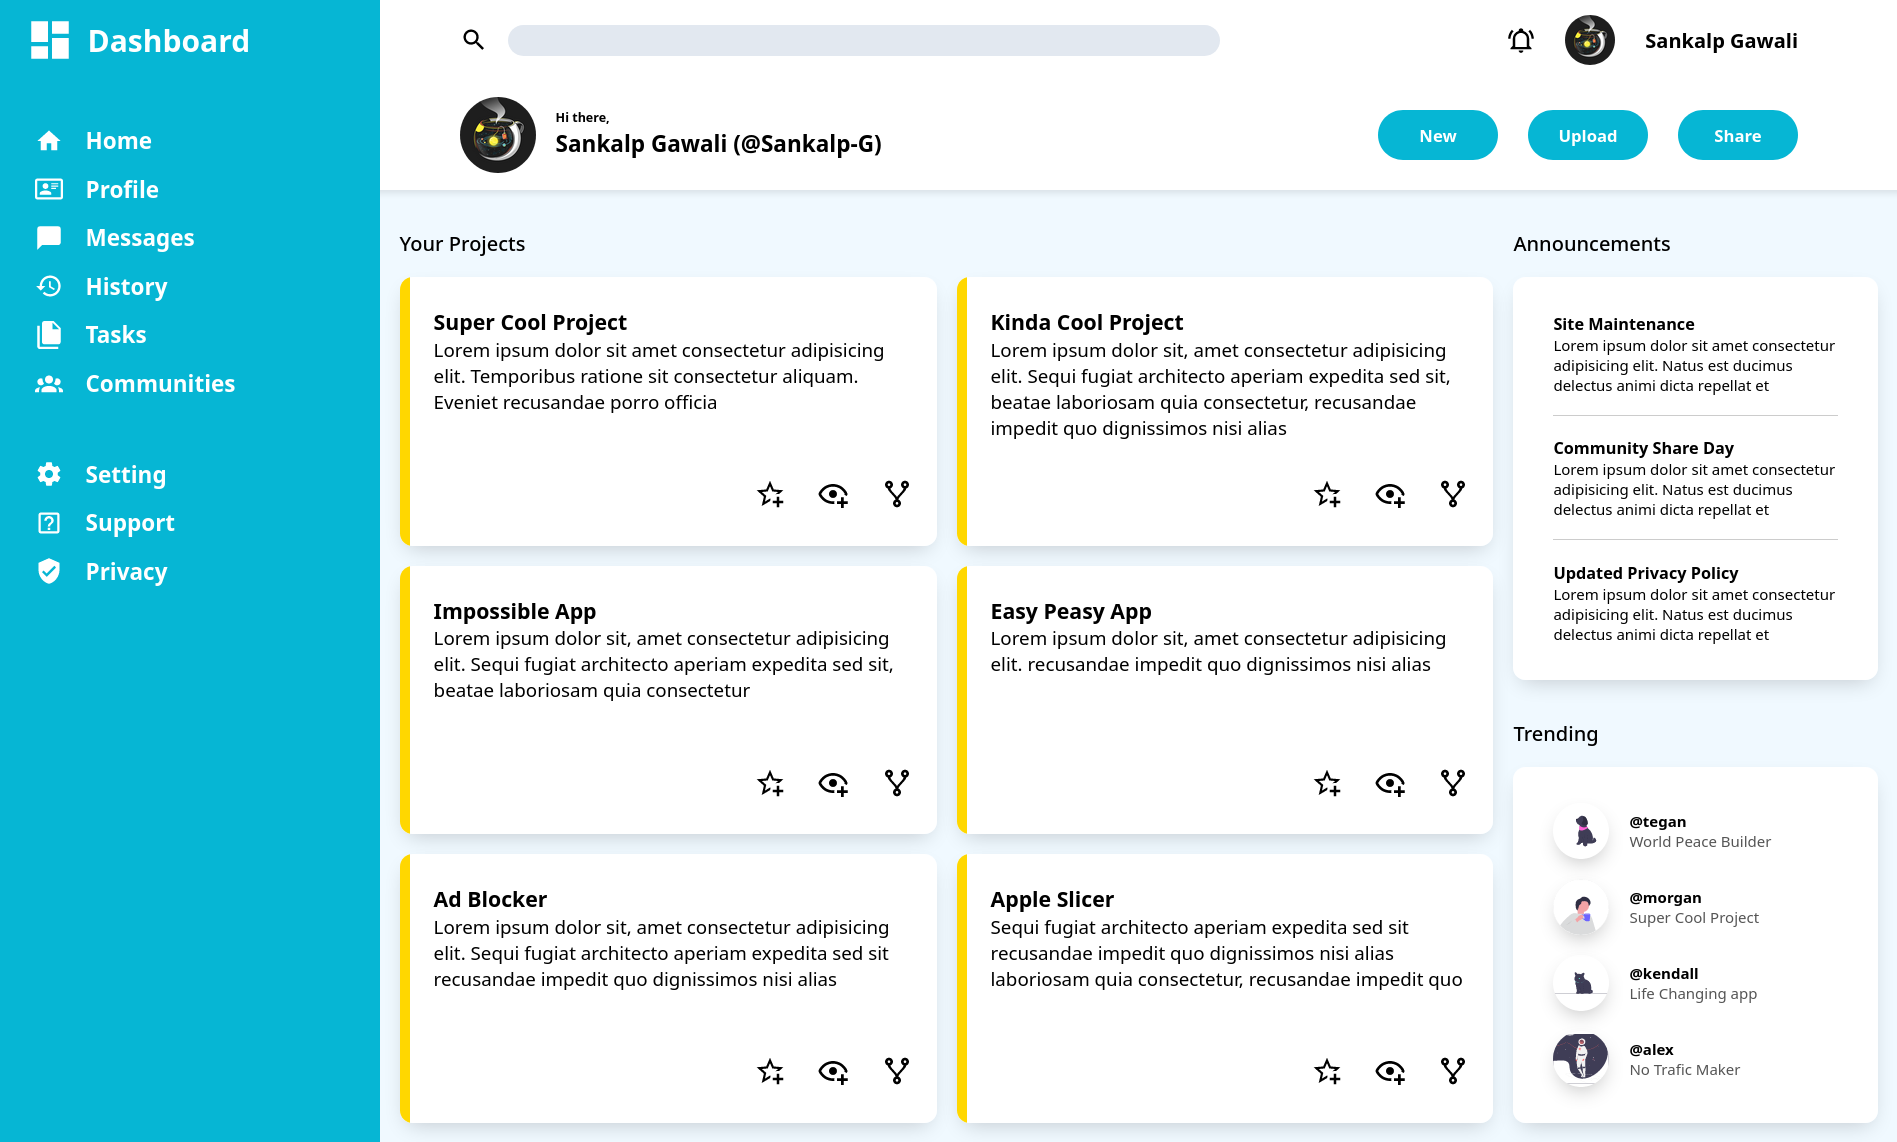 Dashboard
Home
Profile
Messages
History
Tasks
Communities
Setting
Support
Privacy
Sankalp Gawali
Hi there,
Sankalp Gawali (@Sankalp-G)
New
Upload
Share
Your Projects
Super Cool Project
Lorem ipsum dolor sit amet consectetur adipisicing
elit. Temporibus ratione sit consectetur aliquam.
Eveniet recusandae porro officia
Kinda Cool Project
Lorem ipsum dolor sit, amet consectetur adipisicing
elit. Sequi fugiat architecto aperiam expedita sed sit,
beatae laboriosam quia consectetur, recusandae
impedit quo dignissimos nisi alias
Impossible App
Lorem ipsum dolor sit, amet consectetur adipisicing
elit. Sequi fugiat architecto aperiam expedita sed sit,
beatae laboriosam quia consectetur
Easy Peasy App
Lorem ipsum dolor sit, amet consectetur adipisicing
elit. recusandae impedit quo dignissimos nisi alias
Ad Blocker
Lorem ipsum dolor sit, amet consectetur adipisicing
elit. Sequi fugiat architecto aperiam expedita sed sit
recusandae impedit quo dignissimos nisi alias
Apple Slicer
Sequi fugiat architecto aperiam expedita sed sit
recusandae impedit quo dignissimos nisi alias
laboriosam quia consectetur, recusandae impedit quo
Announcements
Site Maintenance
Lorem ipsum dolor sit amet consectetur
adipisicing elit. Natus est ducimus
delectus animi dicta repellat et
Community Share Day
Lorem ipsum dolor sit amet consectetur
adipisicing elit. Natus est ducimus
delectus animi dicta repellat et
Updated Privacy Policy
Lorem ipsum dolor sit amet consectetur
adipisicing elit. Natus est ducimus
delectus animi dicta repellat et
Trending
@tegan
World Peace Builder
@morgan
Super Cool Project
@kendall
Life Changing app
@alex
No Trafic Maker